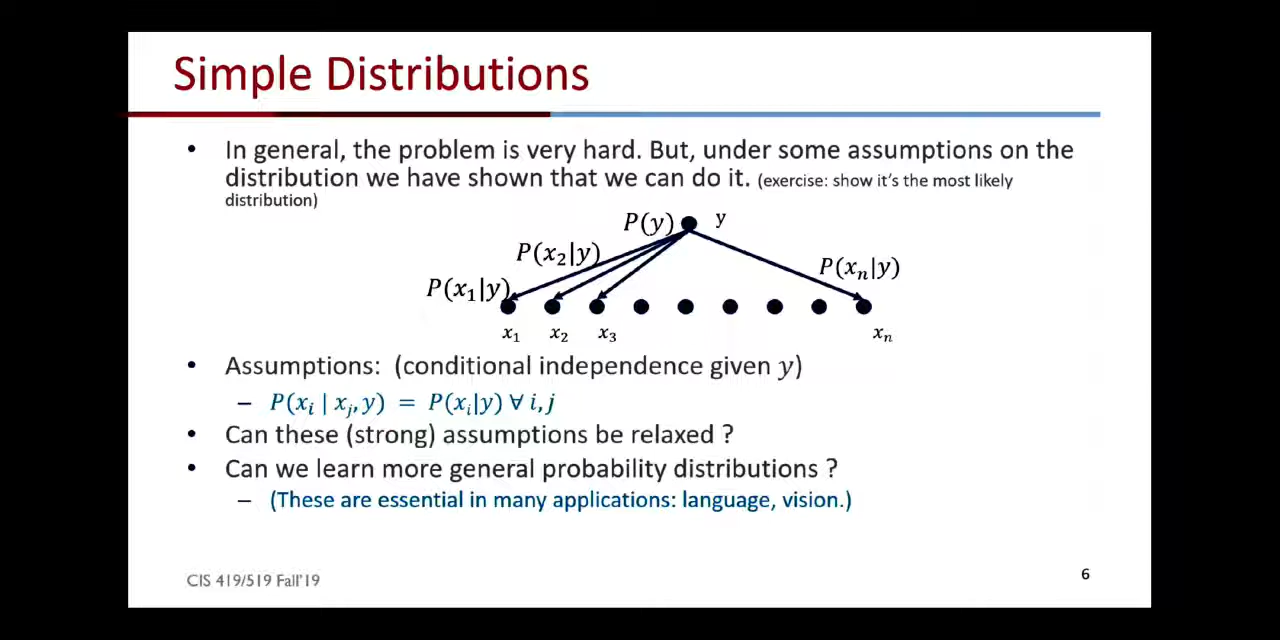 Simple Distributions
• In general, the problem is very hard. But, under some assumptions on the
distribution we have shown that we can do it. (exercise: show it's the most likely
distribution)
P(y) y
P(x₂|y)
P(xₙ|y)
P(x₁|y)
x₁ x₂ x₃ xₙ
• Assumptions: (conditional independence given y)
– P(xᵢ | xⱼ, y) = P(xᵢ|y) ∀ i, j
• Can these (strong) assumptions be relaxed ?
• Can we learn more general probability distributions ?
– (These are essential in many applications: language, vision.)
CIS 419/519 Fall'19
6